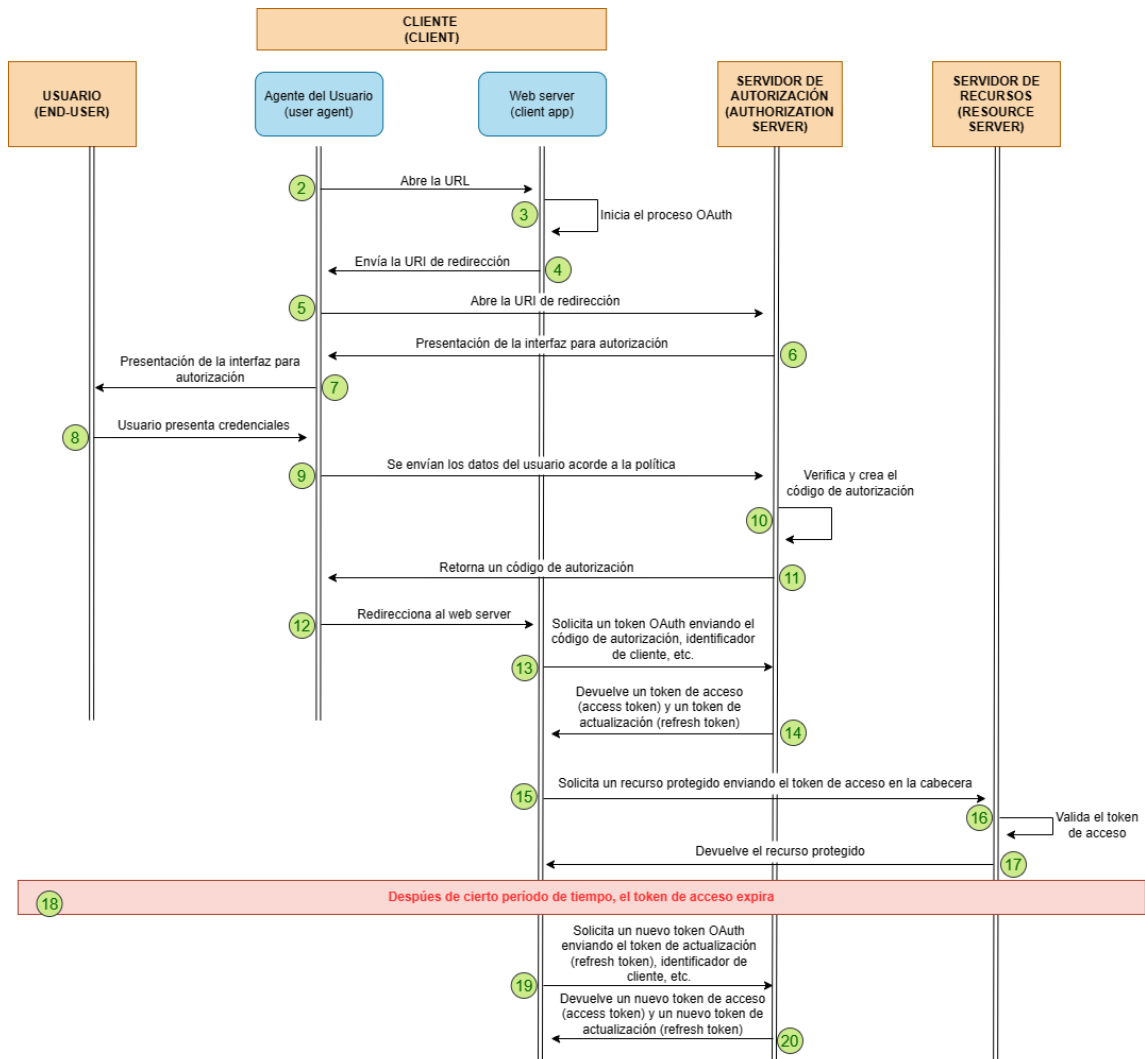 CLIENTE
(CLIENT)
USUARIO
(END-USER)
Agente del Usuario
(user agent)
Web server
(client app)
SERVIDOR DE
AUTORIZACIÓN
(AUTHORIZATION
SERVER)
SERVIDOR DE
RECURSOS
(RESOURCE
SERVER)
2
Abre la URL
3
Inicia el proceso OAuth
Envía la URI de redirección
4
5
Abre la URI de redirección
Presentación de la interfaz para autorización
6
Presentación de la interfaz para
autorización
7
8
Usuario presenta credenciales
9
Se envían los datos del usuario acorde a la política
Verifica y crea el
código de autorización
10
Retorna un código de autorización
11
12
Redirecciona al web server
Solicita un token OAuth enviando el
código de autorización, identificador
de cliente, etc.
13
Devuelve un token de acceso
(access token) y un token de
actualización (refresh token)
14
15
Solicita un recurso protegido enviando el token de acceso en la cabecera
16
Valida el token
de acceso
Devuelve el recurso protegido
17
18
Despúes de cierto período de tiempo, el token de acceso expira
Solicita un nuevo token OAuth
enviando el token de actualización
(refresh token), identificador de
cliente, etc.
19
Devuelve un nuevo token de acceso
(access token) y un nuevo token de
actualización (refresh token)
20